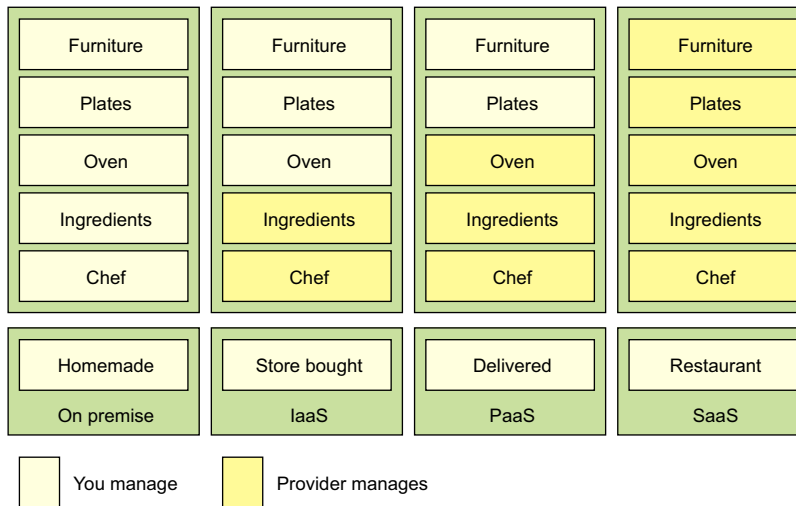 Furniture Furniture Furniture Furniture
Plates Plates Plates Plates
Oven Oven Oven Oven
Ingredients Ingredients Ingredients Ingredients
Chef Chef Chef Chef
Homemade Store bought Delivered Restaurant
On premise IaaS PaaS SaaS
You manage Provider manages